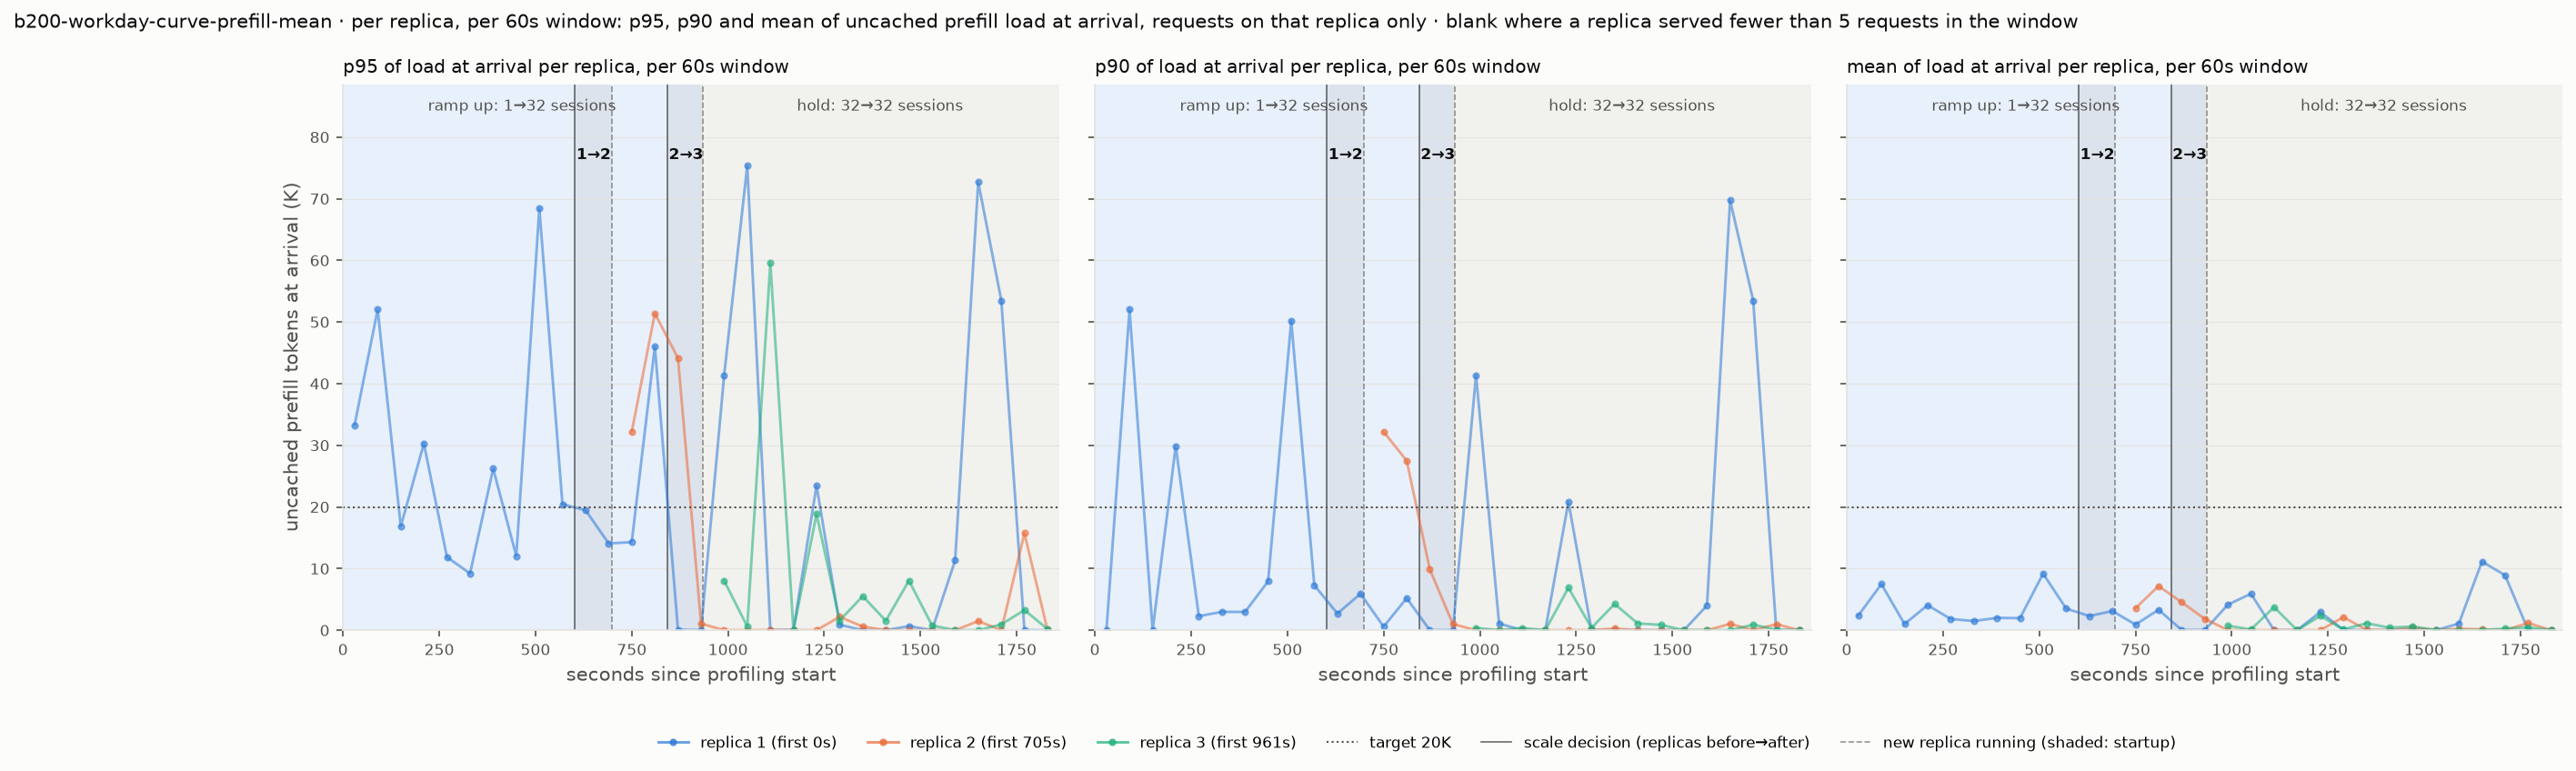 b200-workday-curve-prefill-mean · per replica, per 60s window: p95, p90 and mean of uncached prefill load at arrival, requests on that replica only · blank where a replica served fewer than 5 requests in the window
p95 of load at arrival per replica, per 60s window
ramp up: 1→32 sessions
hold: 32→32 sessions
1→2
2→3
uncached prefill tokens at arrival (K)
80
70
60
50
40
30
20
10
0
0 250 500 750 1000 1250 1500 1750
seconds since profiling start
p90 of load at arrival per replica, per 60s window
ramp up: 1→32 sessions
hold: 32→32 sessions
1→2
2→3
0 250 500 750 1000 1250 1500 1750
seconds since profiling start
mean of load at arrival per replica, per 60s window
ramp up: 1→32 sessions
hold: 32→32 sessions
1→2
2→3
0 250 500 750 1000 1250 1500 1750
seconds since profiling start
replica 1 (first 0s)
replica 2 (first 705s)
replica 3 (first 961s)
target 20K
scale decision (replicas before→after)
new replica running (shaded: startup)